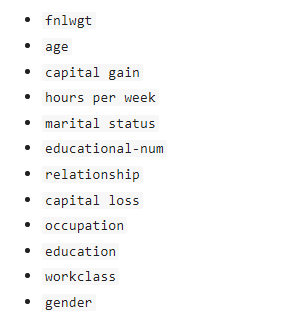 fnlwgt
age
capital gain
hours per week
marital status
educational-num
relationship
capital loss
occupation
education
workclass
gender